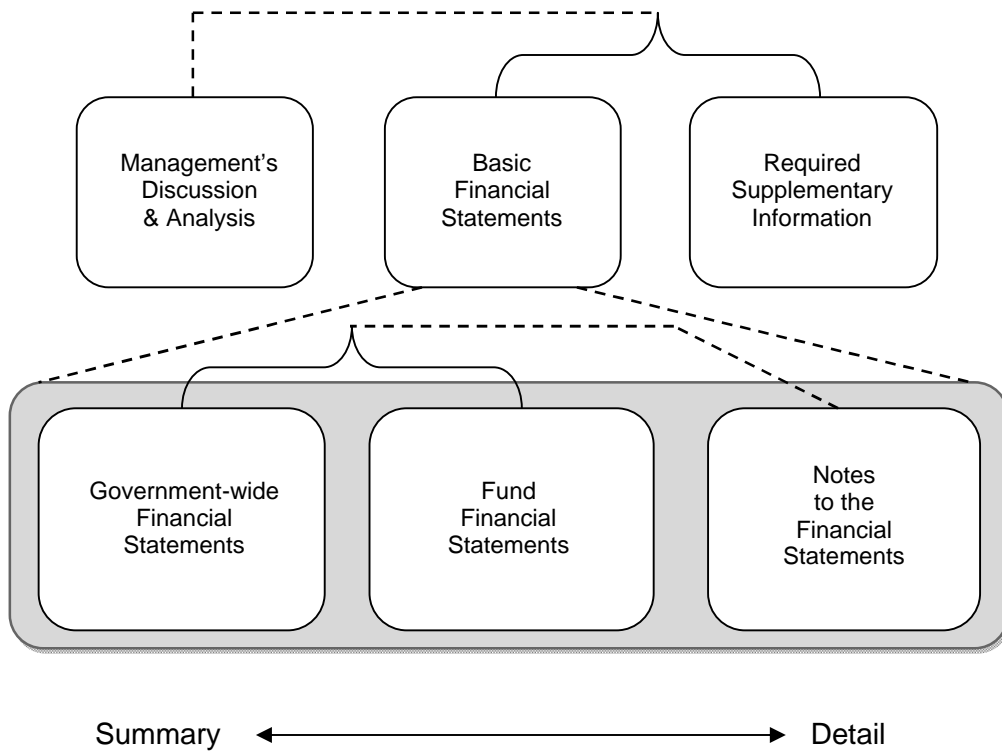 Management’s
Discussion
& Analysis
Basic
Financial
Statements
Required
Supplementary
Information
Government-wide
Financial
Statements
Fund
Financial
Statements
Notes
to the
Financial
Statements
Summary
Detail